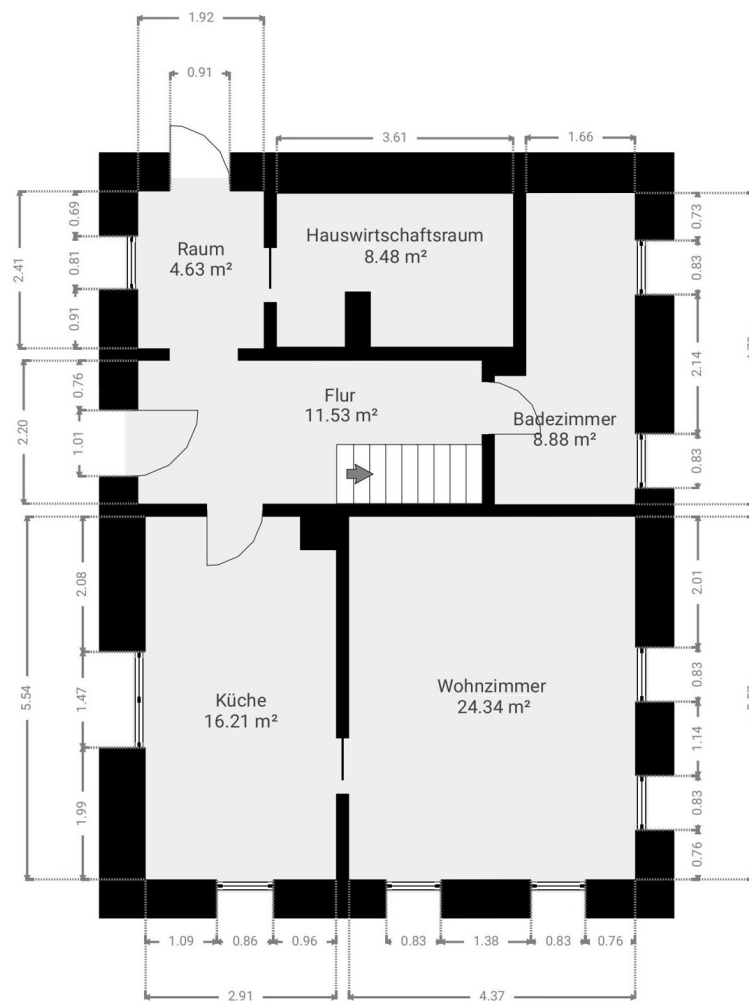 1.92
0.91
3.61
1.66
0.69
0.73
2.41
0.81
Raum
4.63 m²
Hauswirtschaftsraum
8.48 m²
0.83
0.91
2.14
0.76
Flur
11.53 m²
Badezimmer
8.88 m²
2.20
1.01
0.83
2.08
2.01
5.54
1.47
Küche
16.21 m²
Wohnzimmer
24.34 m²
0.83
1.14
1.99
0.83
0.76
1.09
0.86
0.96
0.83
1.38
0.83
0.76
2.91
4.37